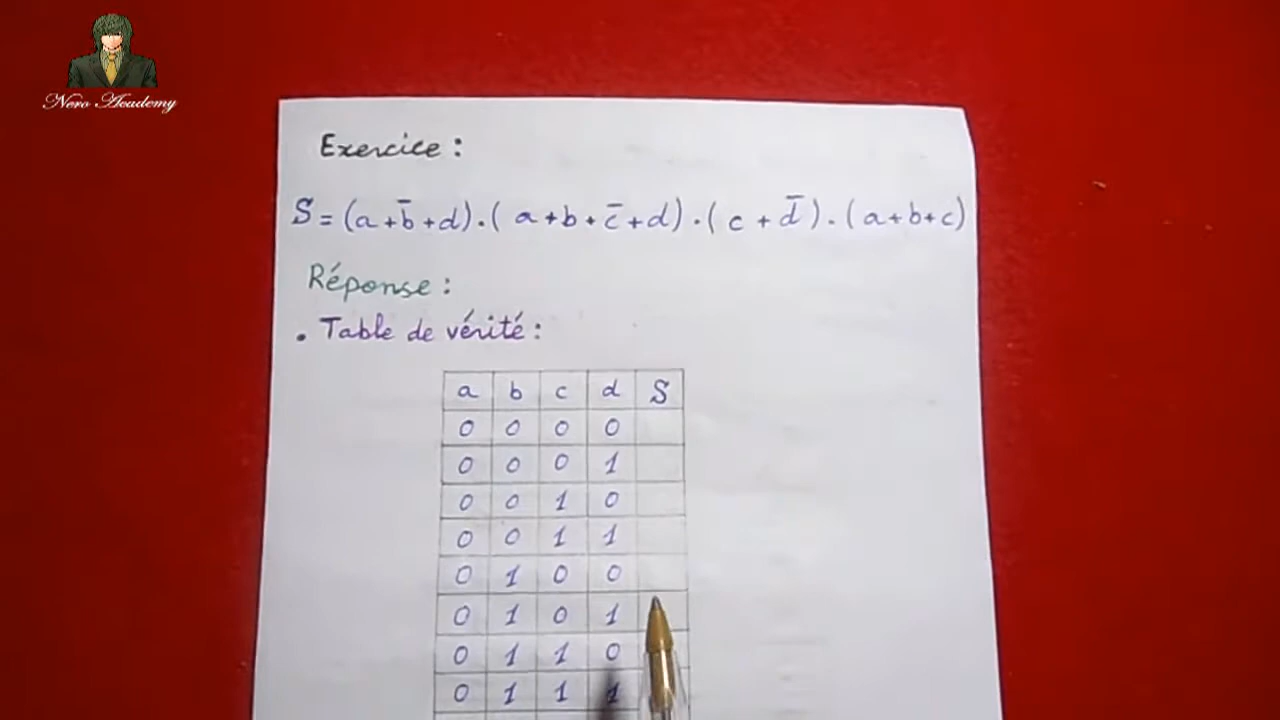 Nero Academy
Exercice :
S = (a + b̄ + d) . ( a + b + c̄ + d) . ( c + d̄ ) . (a + b + c)
Réponse :
. Table de vérité :
a b c d S
0 0 0 0
0 0 0 1
0 0 1 0
0 0 1 1
0 1 0 0
0 1 0 1
0 1 1 0
0 1 1 1